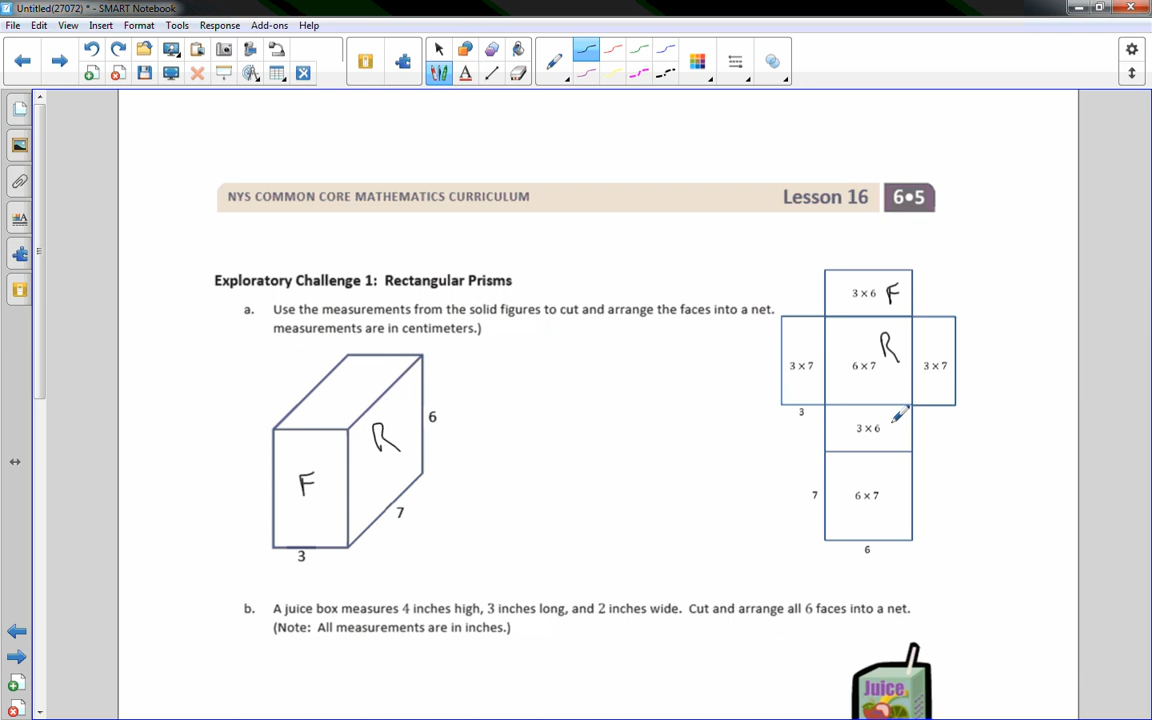 Untitled(27072) * - SMART Notebook
File Edit View Insert Format Tools Response Add-ons Help
NYS COMMON CORE MATHEMATICS CURRICULUM Lesson 16 6•5
Exploratory Challenge 1: Rectangular Prisms
a. Use the measurements from the solid figures to cut and arrange the faces into a net.
measurements are in centimeters.)
3 × 6 F
R
3 × 7 6 × 7 3 × 7
3
3 × 6
7 6 × 7
6
6
R
F
7
3
b. A juice box measures 4 inches high, 3 inches long, and 2 inches wide. Cut and arrange all 6 faces into a net.
(Note: All measurements are in inches.)
Juice